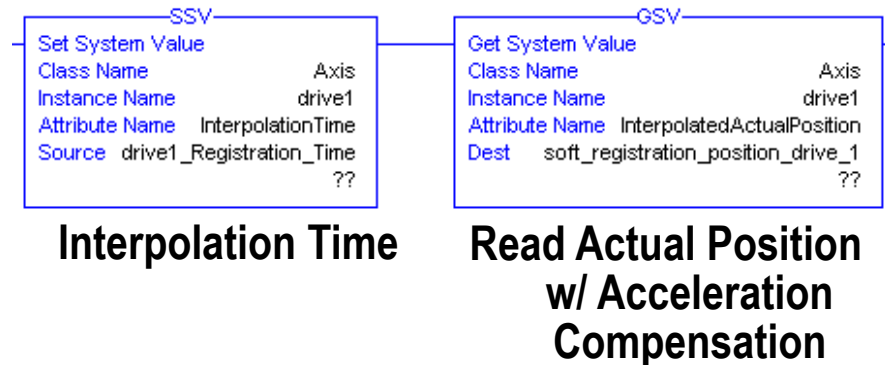 SSV
Set System Value
Class Name Axis
Instance Name drive1
Attribute Name InterpolationTime
Source drive1_Registration_Time
??
GSV
Get System Value
Class Name Axis
Instance Name drive1
Attribute Name InterpolatedActualPosition
Dest soft_registration_position_drive_1
??
Interpolation Time
Read Actual Position
w/ Acceleration
Compensation